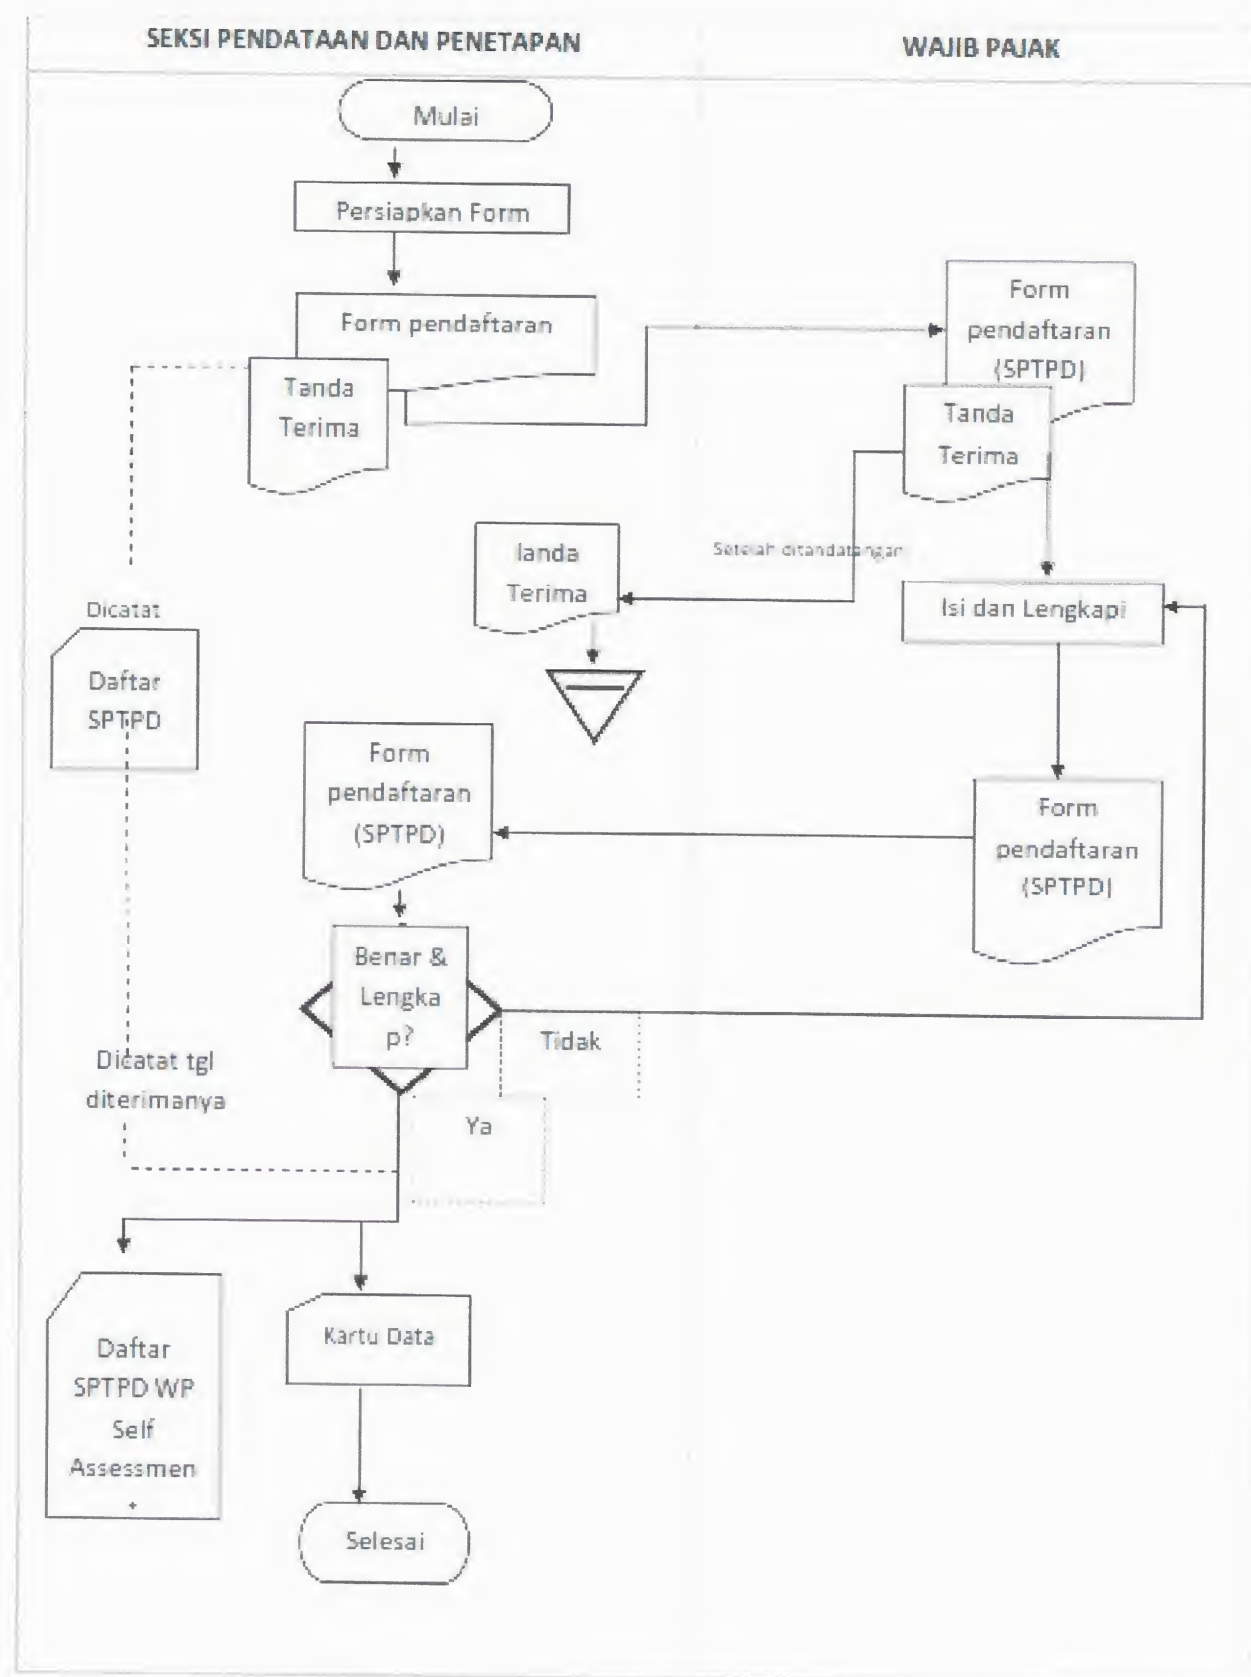 SEKSI PENDATAAN DAN PENETAPAN
WAJIB PAJAK
Mulai
Persiapkan Form
Form pendaftaran
Tanda
Terima
Form
pendaftaran
(SPTPD)
Tanda
Terima
Setelah ditandatangan
Tanda
Terima
Isi dan Lengkapi
Dicatat
Daftar
SPTPD
Form
pendaftaran
(SPTPD)
Form
pendaftaran
(SPTPD)
Benar &
Lengka
p?
Tidak
Dicatat tgl
diterimanya
Ya
Daftar
SPTPD WP
Self
Assessmen
Kartu Data
Selesai